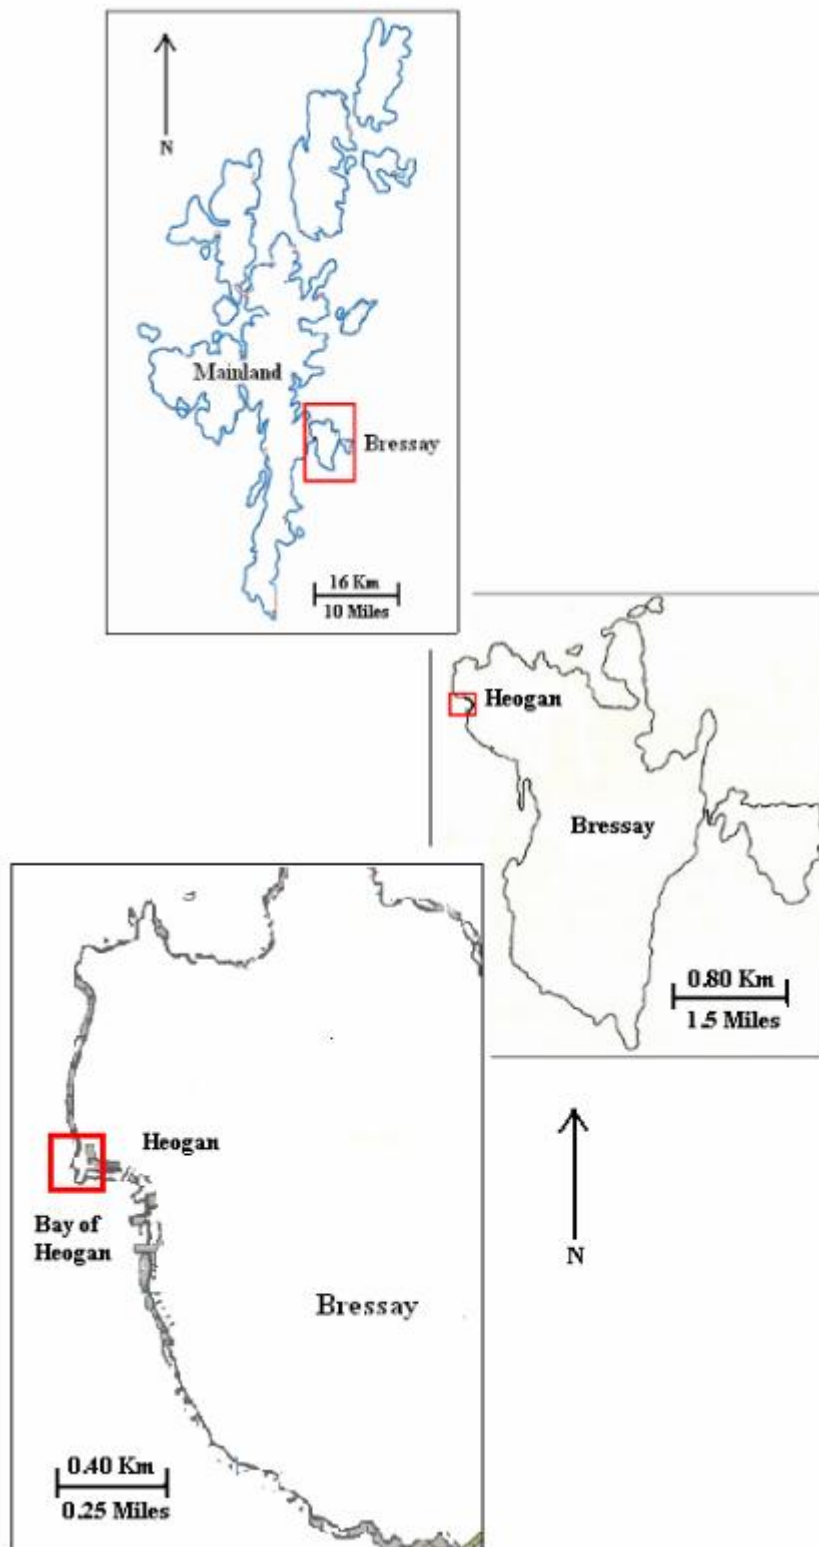 N
Mainland
Bressay
16 Km
10 Miles
Heogan
Bressay
0.80 Km
1.5 Miles
N
Heogan
Bay of
Heogan
Bressay
0.40 Km
0.25 Miles